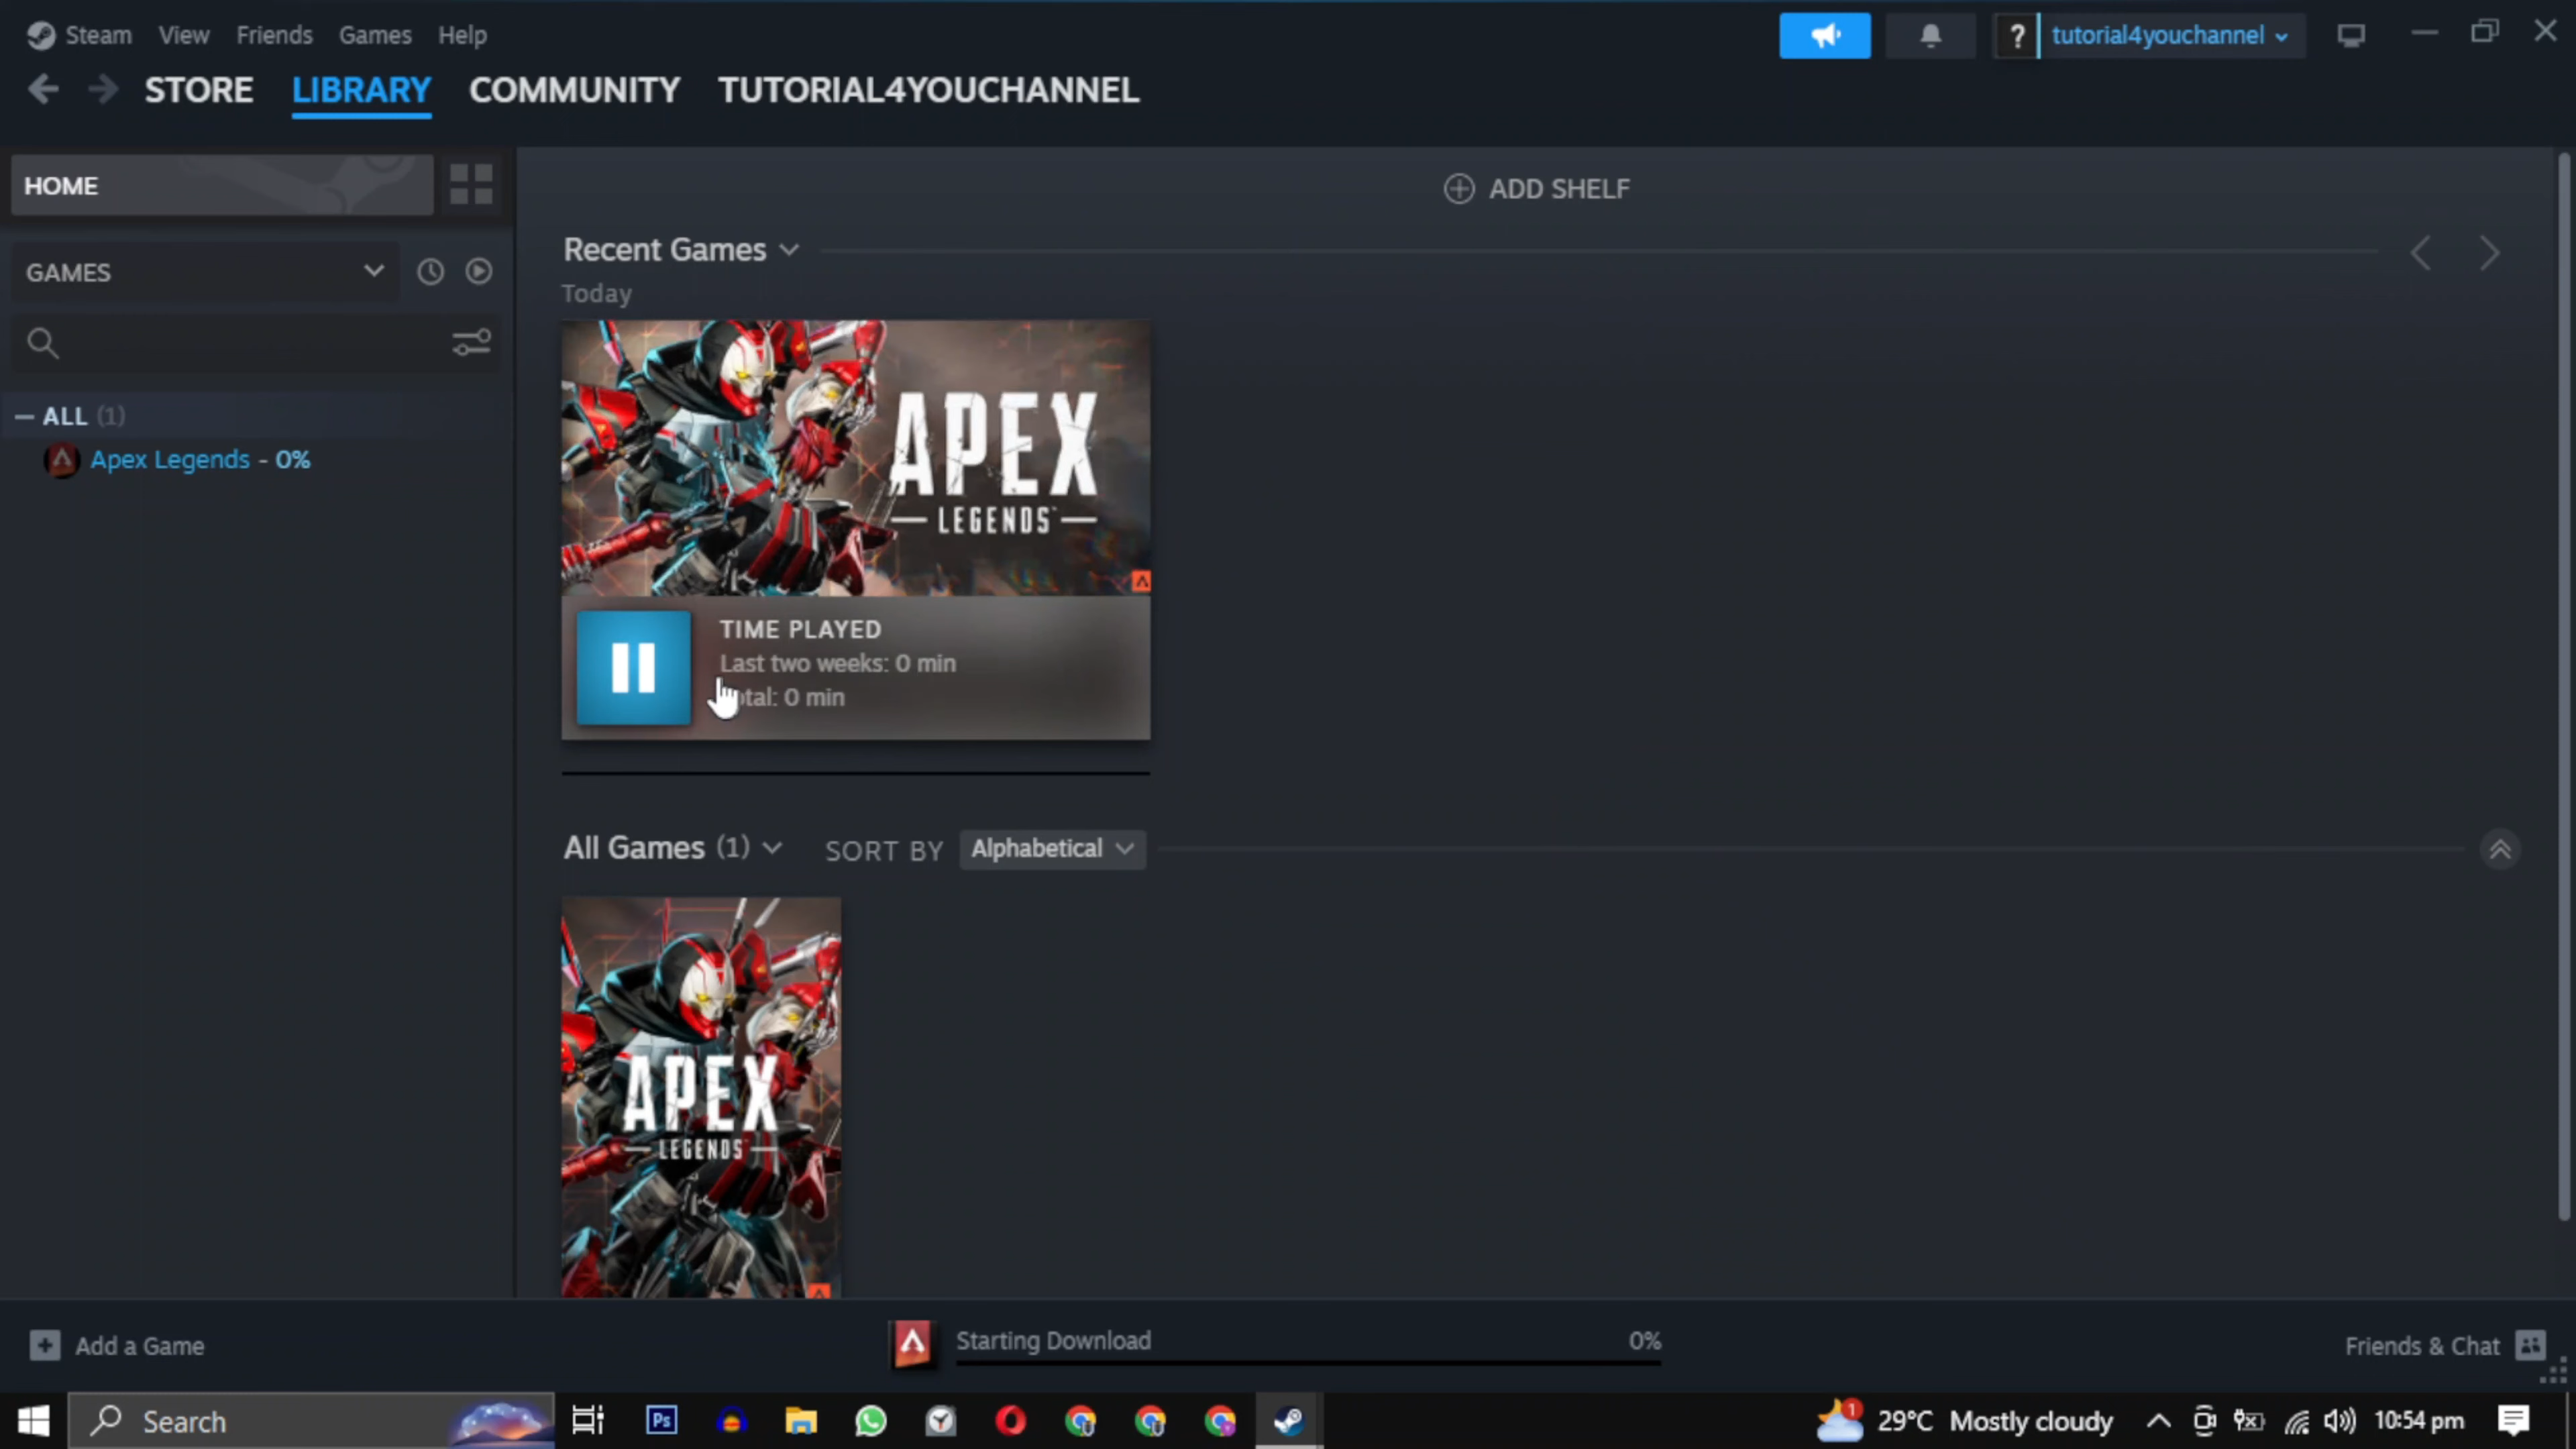 Steam View Friends Games Help
? tutorial4youchannel
STORE LIBRARY COMMUNITY TUTORIAL4YOUCHANNEL
HOME
ADD SHELF
Recent Games
GAMES
Today
ALL (1)
Apex Legends - 0%
APEX
LEGENDS
TIME PLAYED
Last two weeks: 0 min
0 min
All Games (1) SORT BY Alphabetical
APEX
LEGENDS
Add a Game
Starting Download 0%
Friends & Chat
Search
Ps
1
29°C Mostly cloudy
10:54 pm